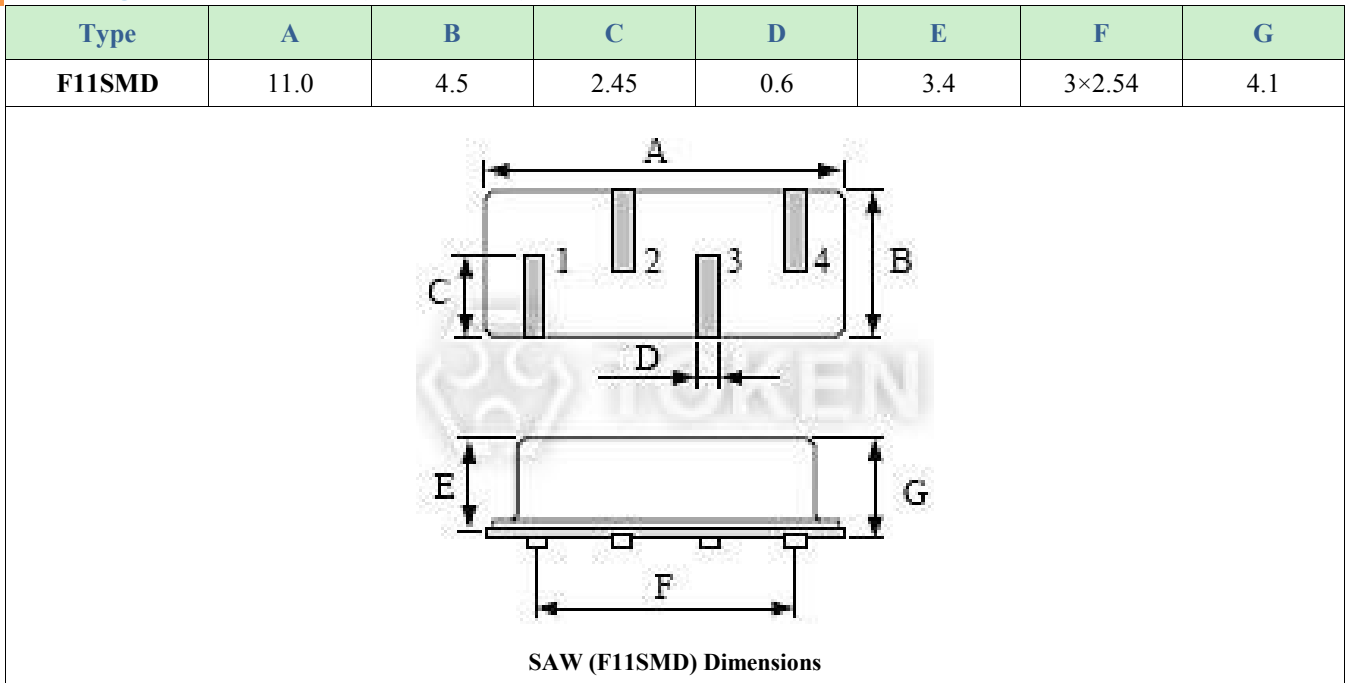 Type A B C D E F G
F11SMD 11.0 4.5 2.45 0.6 3.4 3×2.54 4.1
A
1 2 3 4 B
C
D
TOKEN
E G
F
SAW (F11SMD) Dimensions